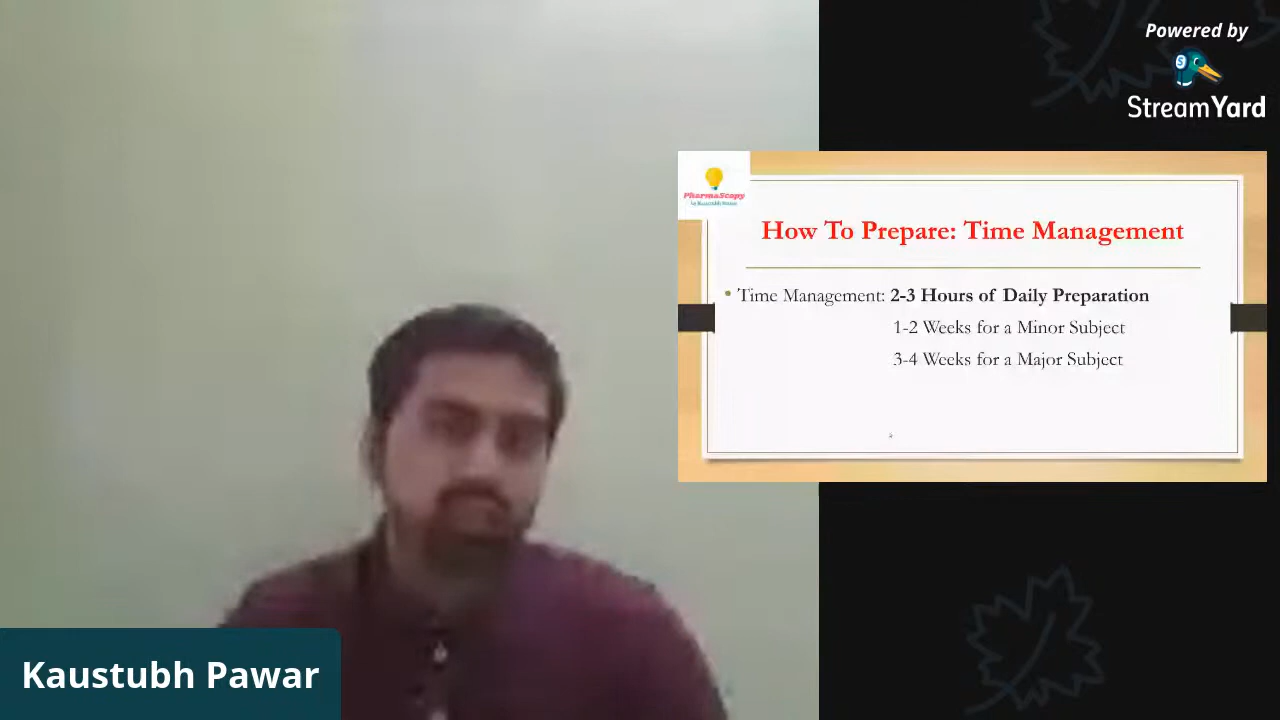 Powered by
StreamYard
PharmaScopy
How To Prepare: Time Management
• Time Management: 2-3 Hours of Daily Preparation
1-2 Weeks for a Minor Subject
3-4 Weeks for a Major Subject
Kaustubh Pawar